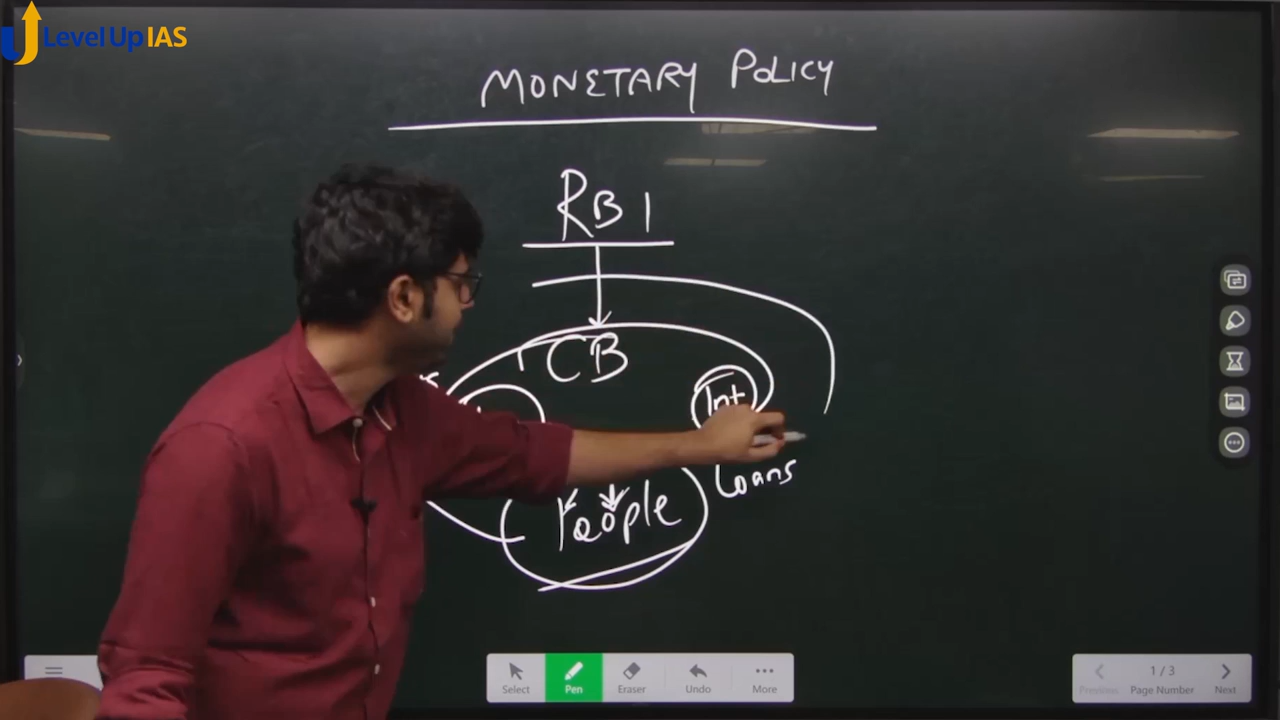 Level Up IAS
MONETARY POLICY
RBI
CB
Int
Loans
People
Select
Pen
Eraser
Undo
More
1/3
Previous
Page Number
Next